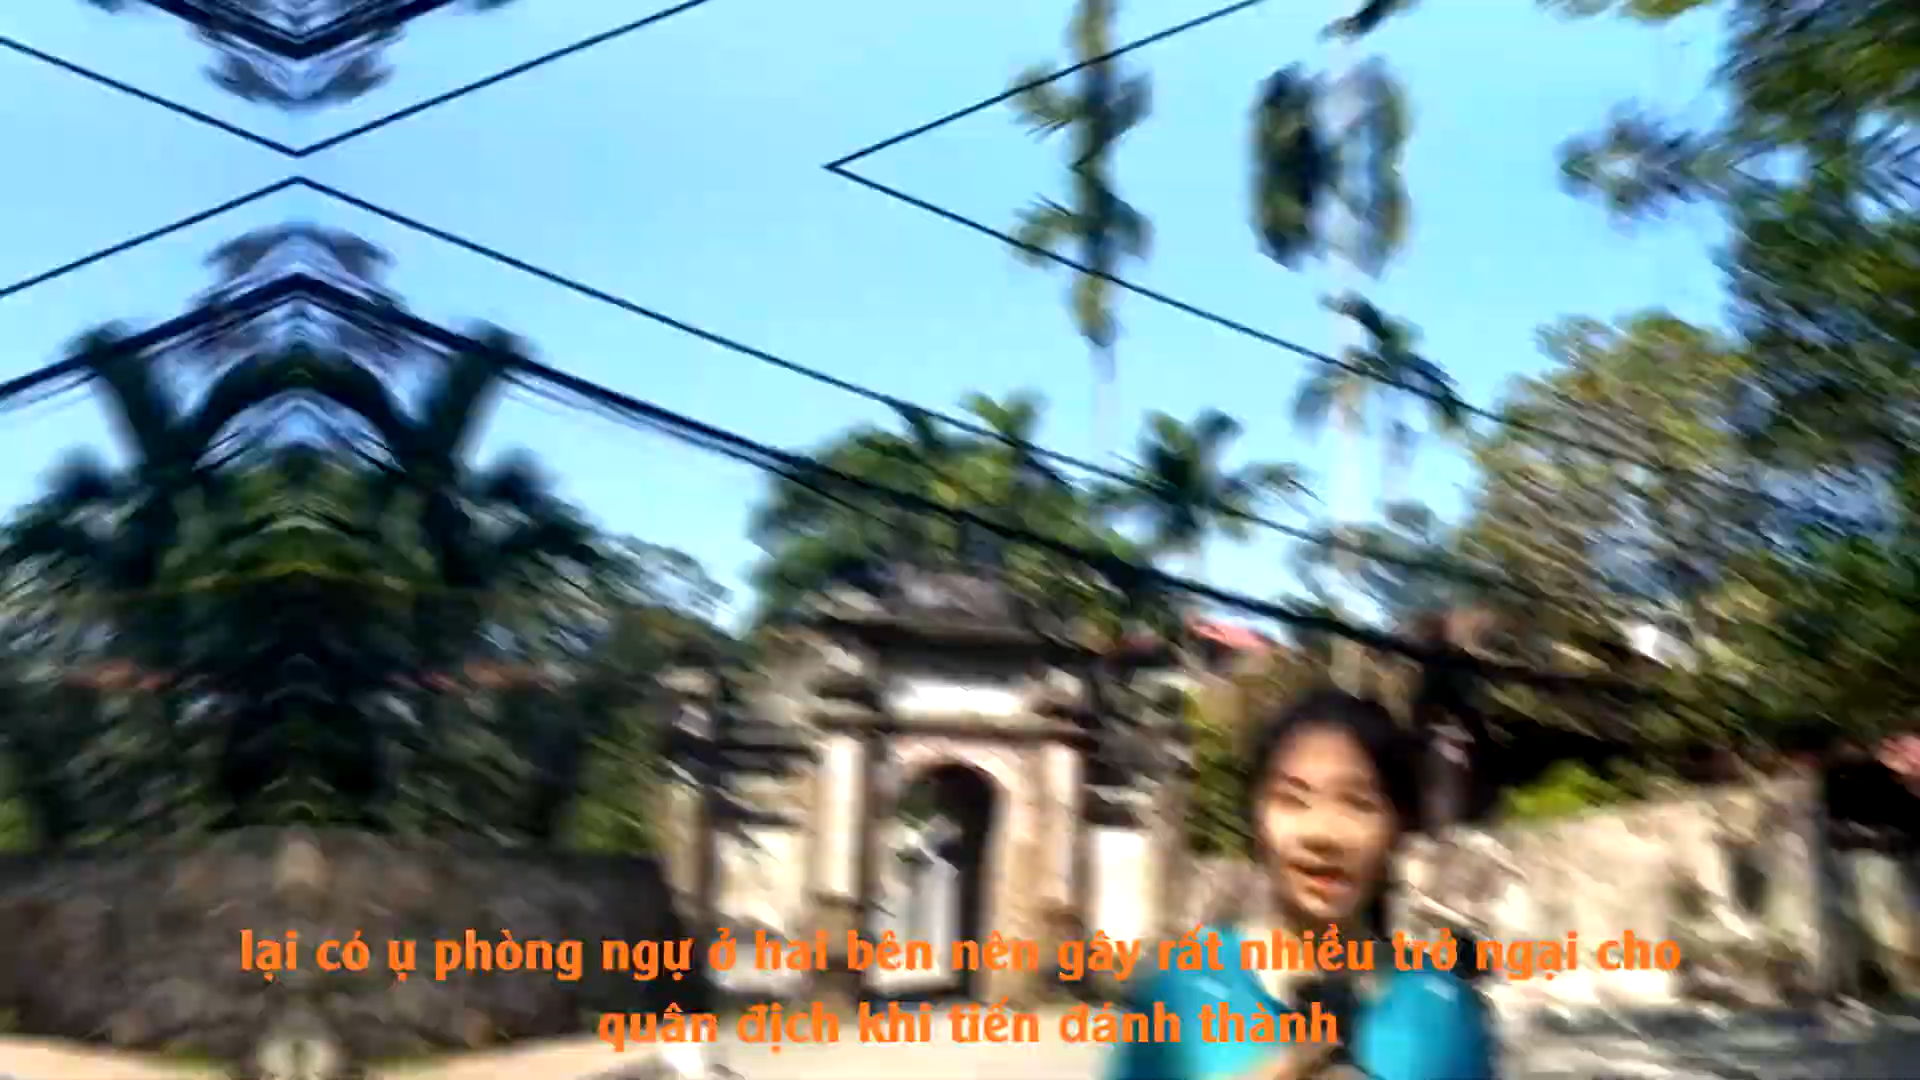 lại có ụ phòng ngự ở hai bên nên gây rất nhiều trở ngại cho
quân địch khi tiến đánh thành